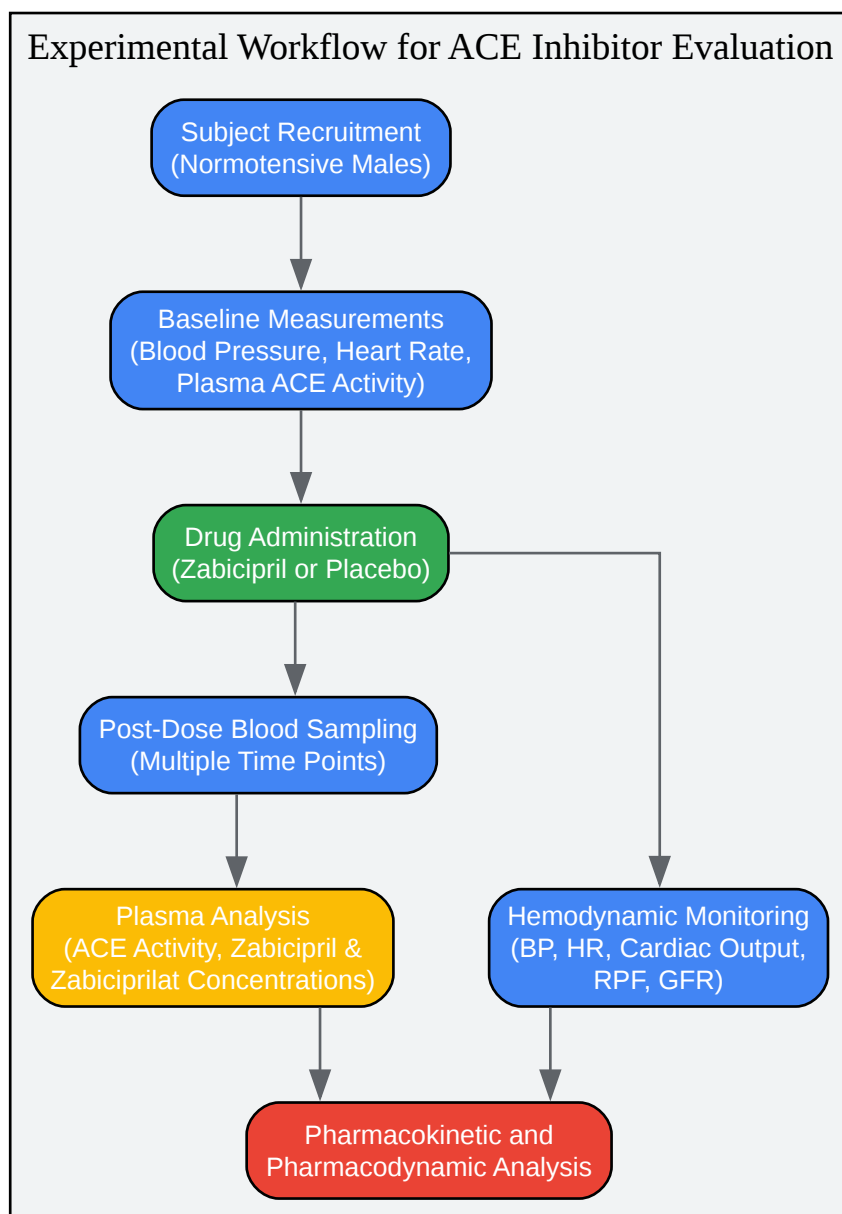 Experimental Workflow for ACE Inhibitor Evaluation
Subject Recruitment
(Normotensive Males)
Baseline Measurements
(Blood Pressure, Heart Rate,
Plasma ACE Activity)
Drug Administration
(Zabicipril or Placebo)
Post-Dose Blood Sampling
(Multiple Time Points)
Plasma Analysis
(ACE Activity, Zabicipril &
Zabiciprilat Concentrations)
Hemodynamic Monitoring
(BP, HR, Cardiac Output,
RPF, GFR)
Pharmacokinetic and
Pharmacodynamic Analysis